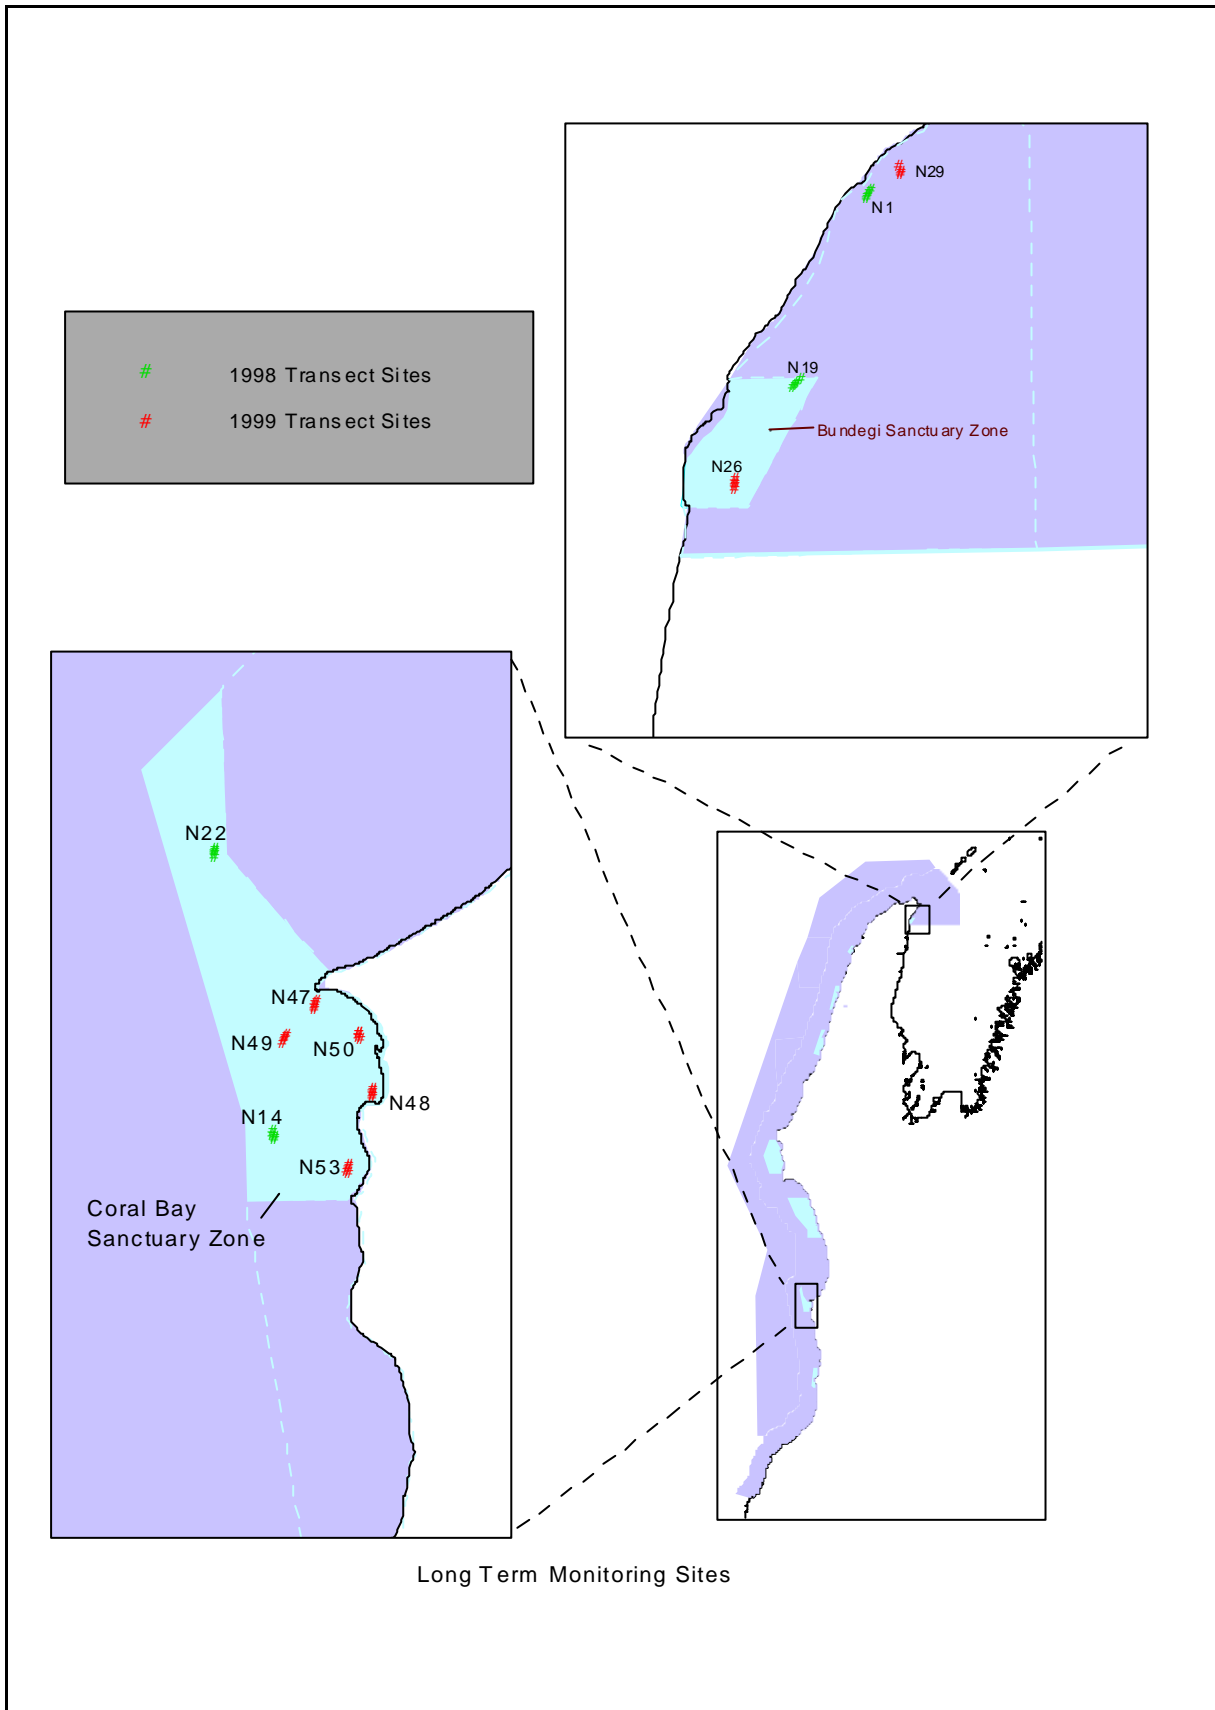 N29
N1
1998 Transect Sites
1999 Transect Sites
N19
Bundegi Sanctuary Zone
N26
N22
N47
N49
N50
N48
N14
N53
Coral Bay
Sanctuary Zone
Long Term Monitoring Sites